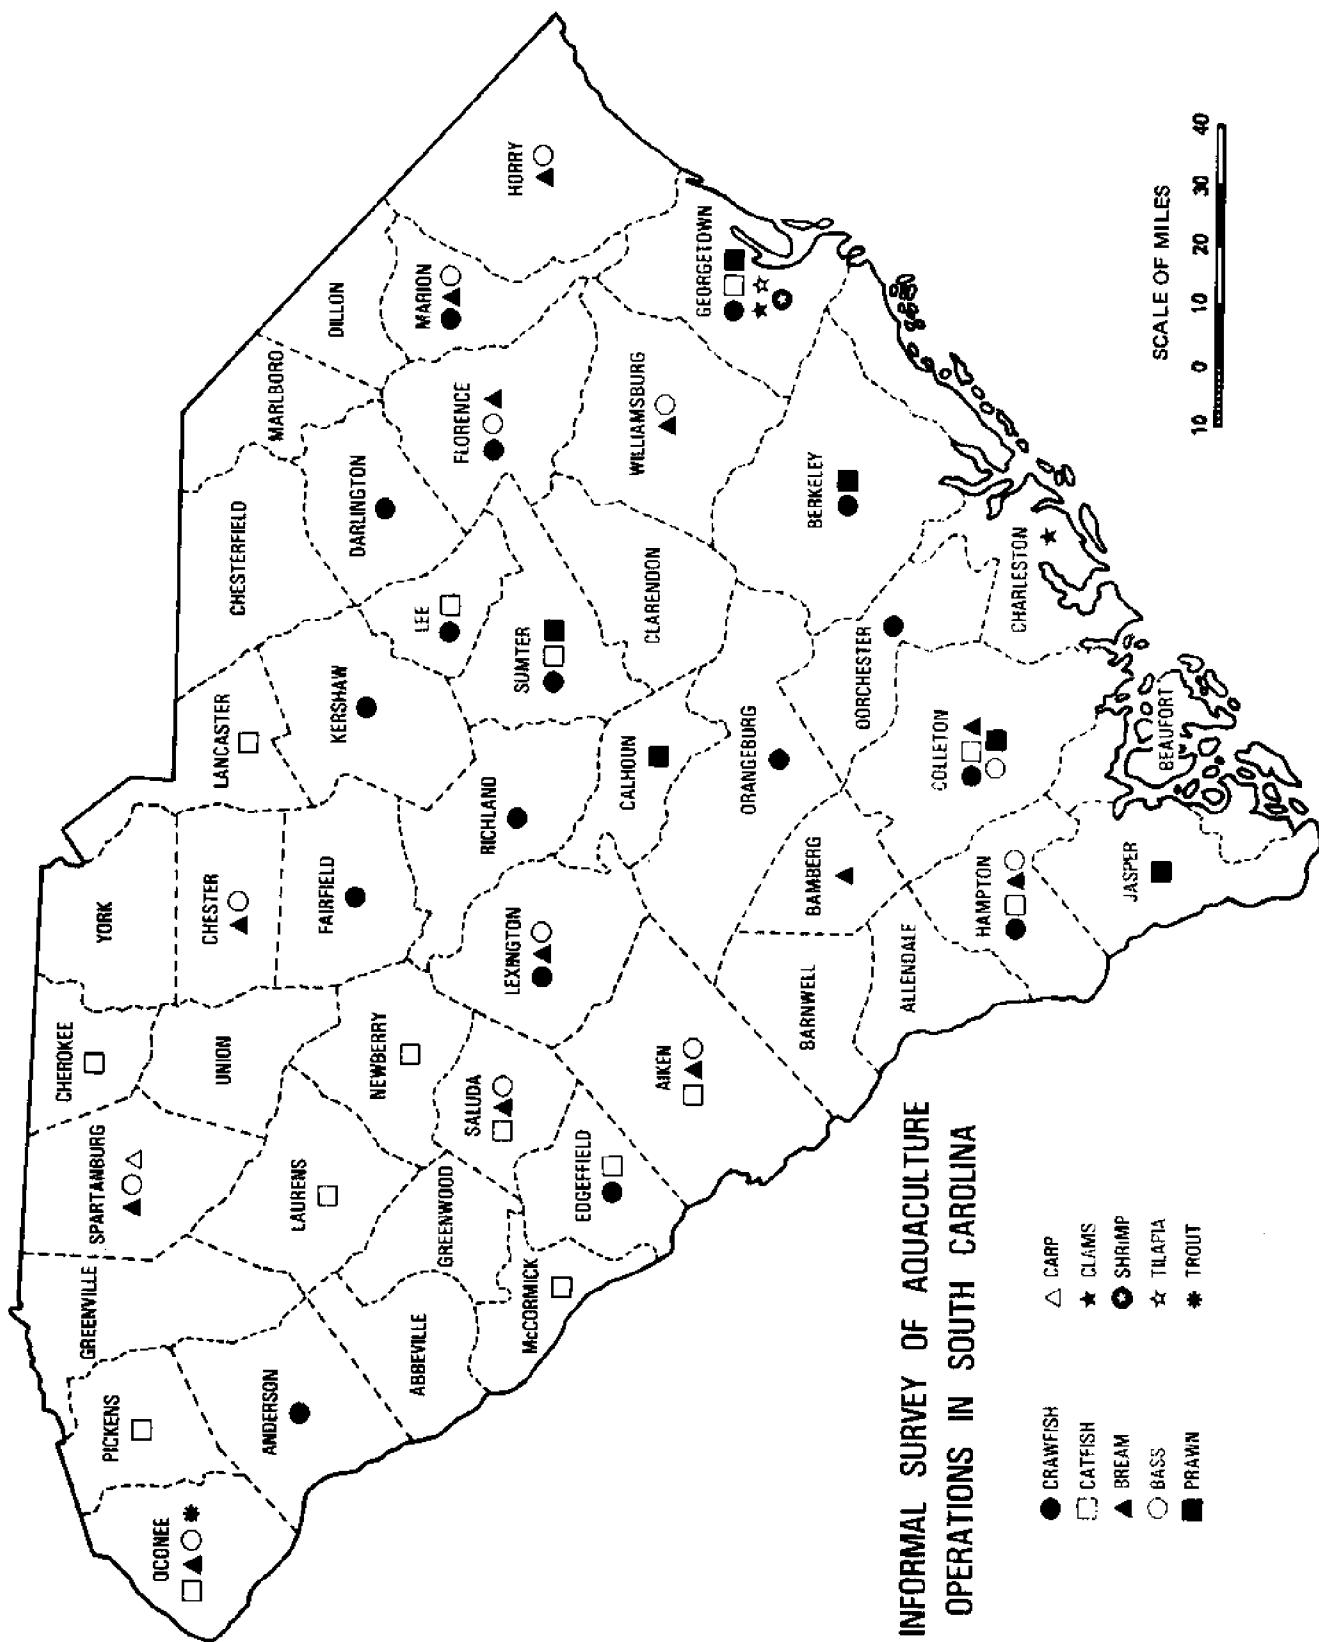 CHEROKEE
YORK
SPARTANBURG
GREENVILLE
PICKENS
OCONEE
CHESTER
UNION
LANCASTER
CHESTERFIELD
MARLBORO
DILLON
ANDERSON
LAURENS
NEWBERRY
FAIRFIELD
KERSHAW
DARLINGTON
LEE
FLORENCE
MARION
HORRY
ABBEVILLE
GREENWOOD
SALUDA
LEXINGTON
RICHLAND
SUMTER
McCORMICK
EDGEFIELD
AIKEN
CALHOUN
CLARENDON
WILLIAMSBURG
GEORGETOWN
ORANGEBURG
BARNWELL
BAMBERG
DORCHESTER
BERKELEY
ALLENDALE
HAMPTON
COLLETON
CHARLESTON
JASPER
BEAUFORT
INFORMAL SURVEY OF AQUACULTURE
OPERATIONS IN SOUTH CAROLINA
CRAWFISH
CATFISH
BREAM
BASS
PRAWN
CARP
CLAMS
SHRIMP
TILAPIA
TROUT
SCALE OF MILES
10 0 10 20 30 40